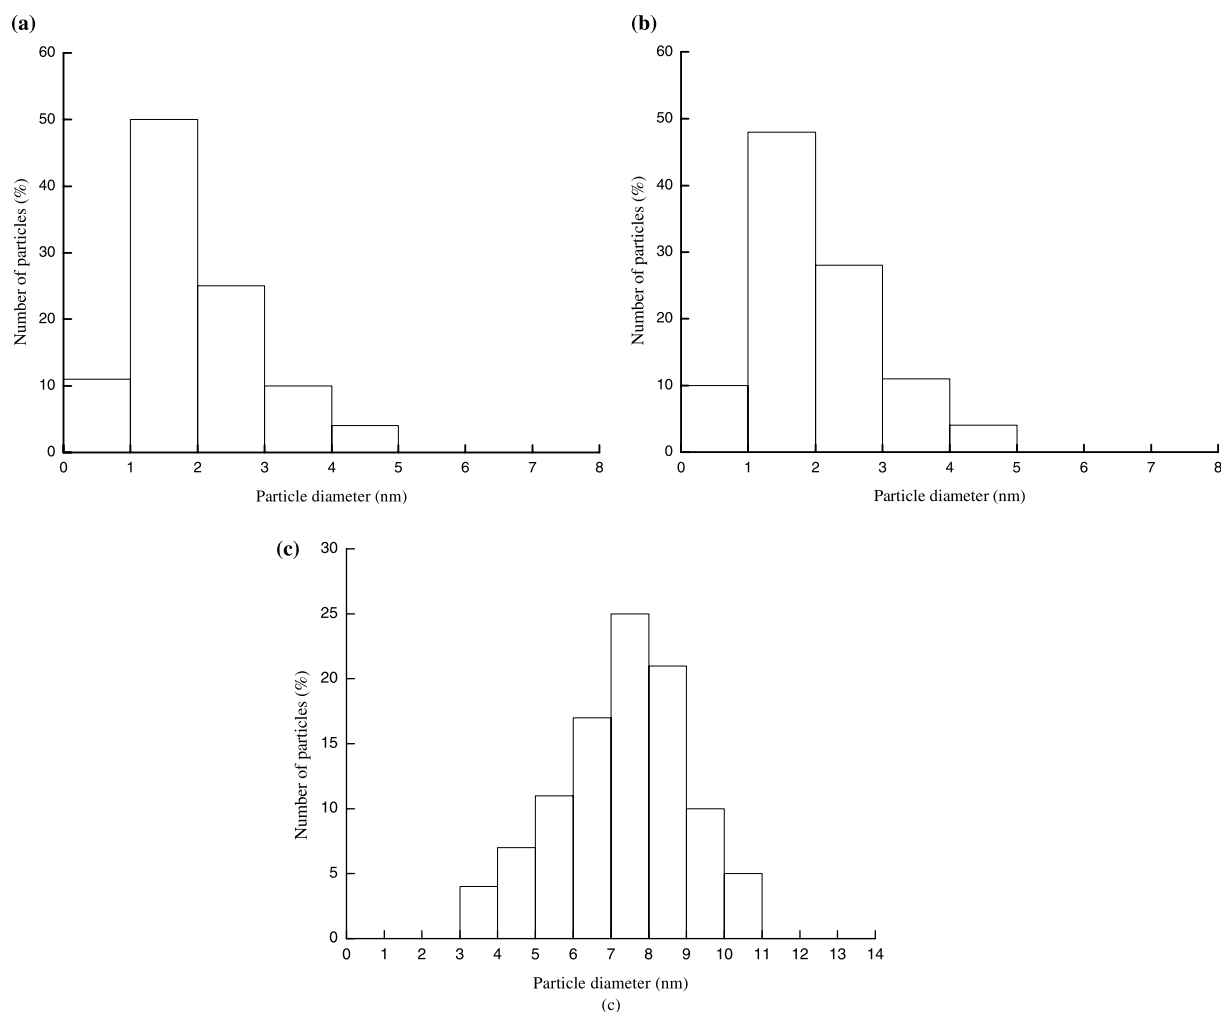 (a)
60
50
40
30
20
10
0
Number of particles (%)
0 1 2 3 4 5 6 7 8
Particle diameter (nm)
(b)
60
50
40
30
20
10
0
Number of particles (%)
0 1 2 3 4 5 6 7 8
Particle diameter (nm)
(c)
30
25
20
15
10
5
0
Number of particles (%)
0 1 2 3 4 5 6 7 8 9 10 11 12 13 14
Particle diameter (nm)
(c)